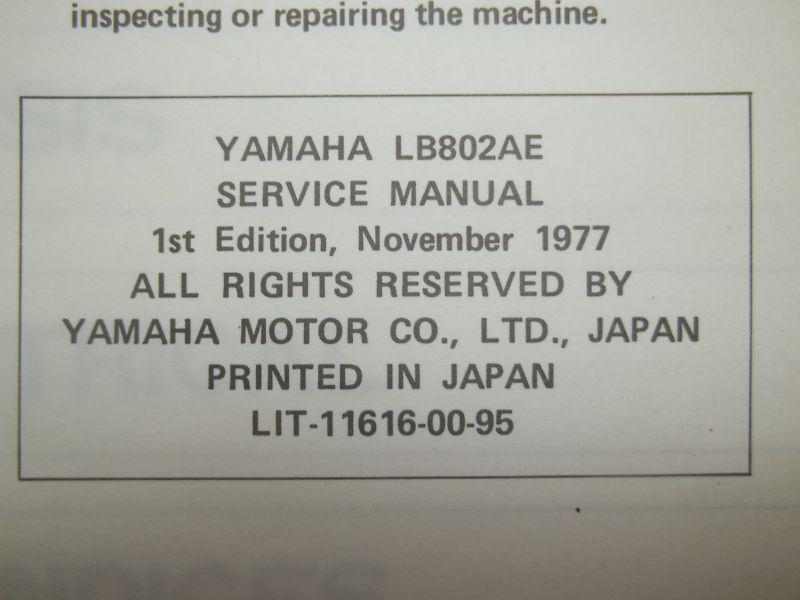 inspecting or repairing the machine.
YAMAHA LB802AE
SERVICE MANUAL
1st Edition, November 1977
ALL RIGHTS RESERVED BY
YAMAHA MOTOR CO., LTD., JAPAN
PRINTED IN JAPAN
LIT-11616-00-95